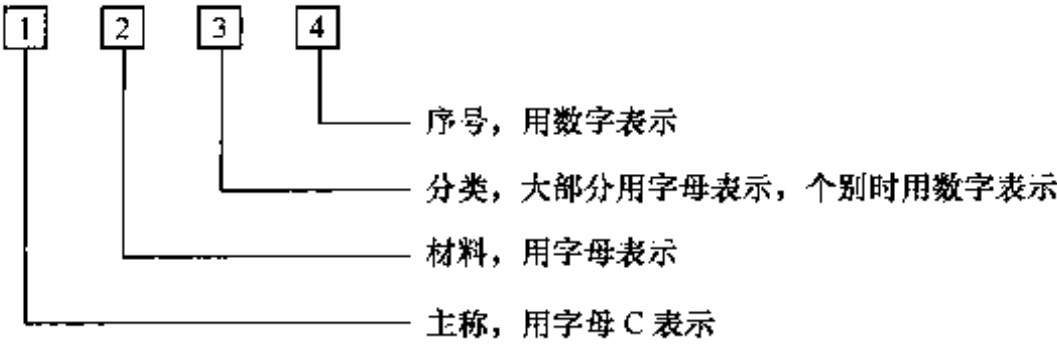 1 2 3 4
序号，用数字表示
分类，大部分用字母表示，个别时用数字表示
材料，用字母表示
主称，用字母 C 表示